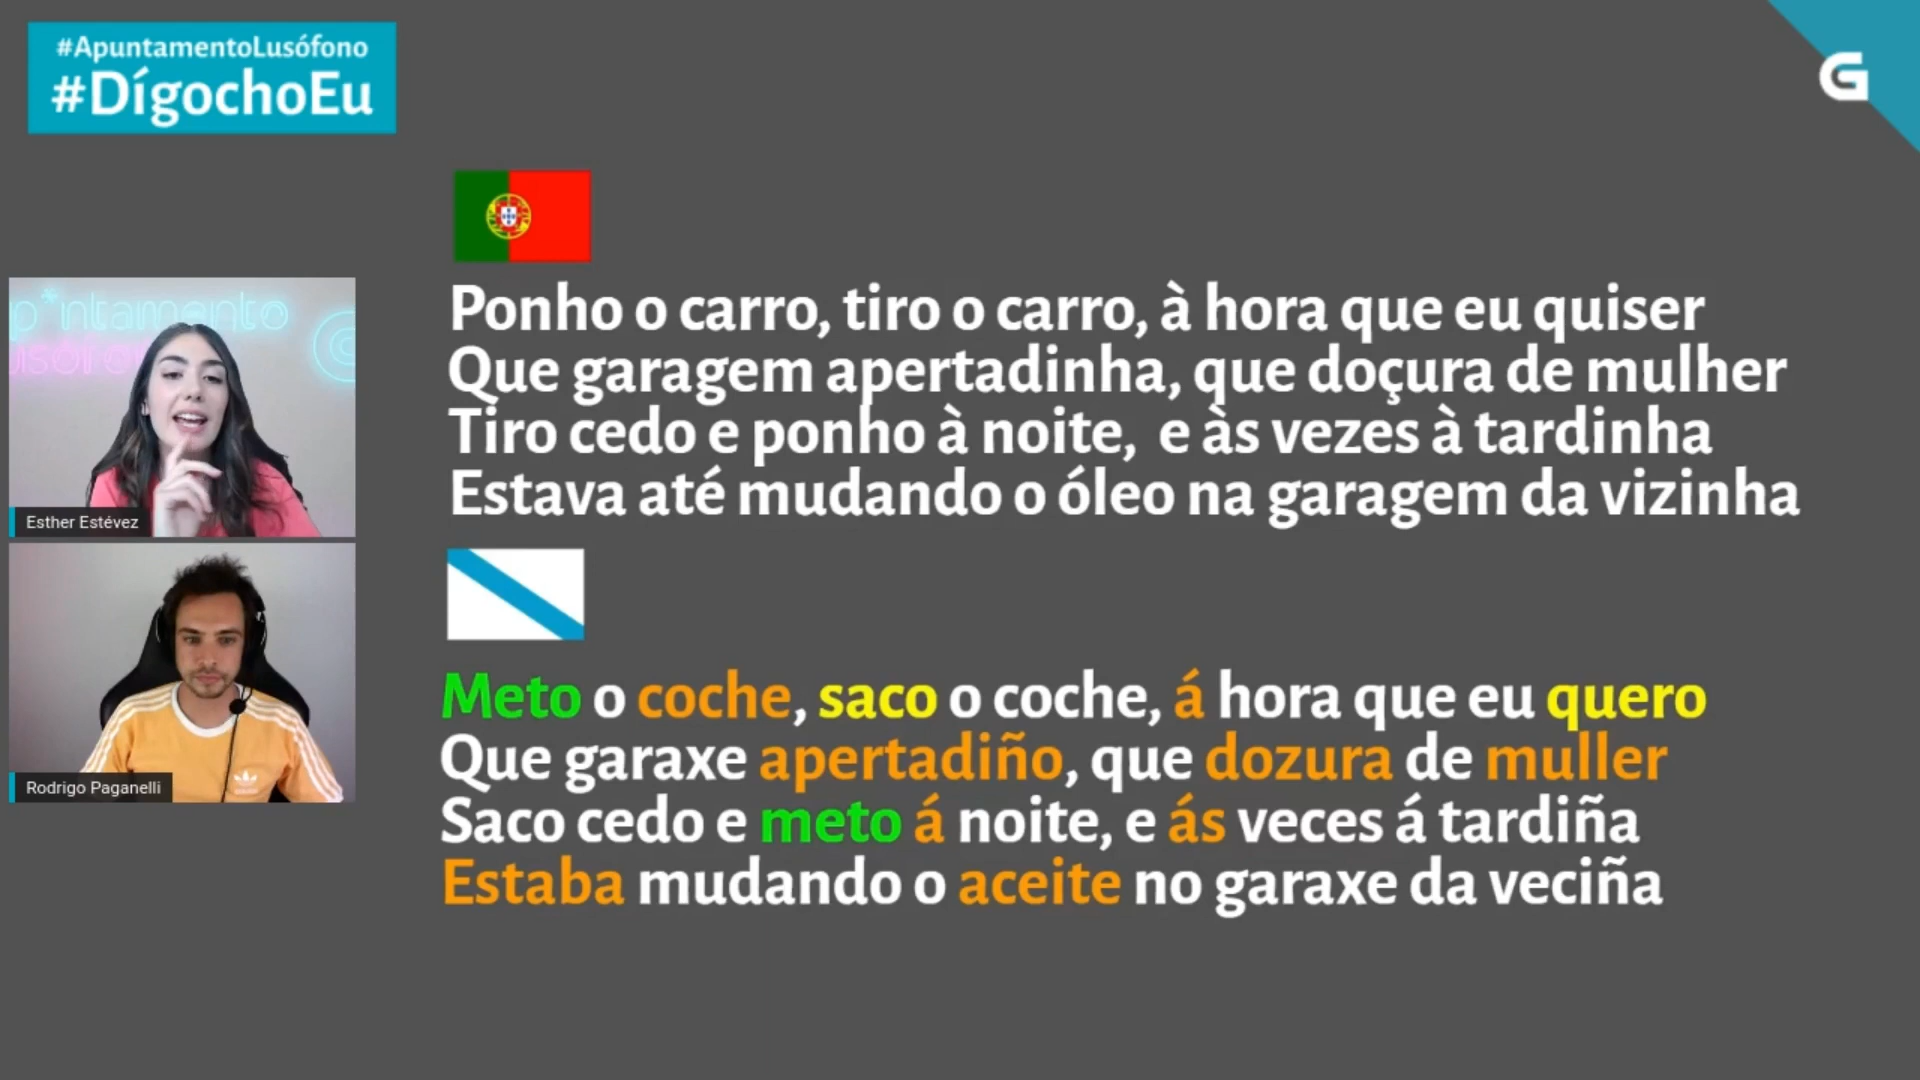 #ApuntamentoLusófono
#DígochoEu
G
Ponho o carro, tiro o carro, à hora que eu quiser
Que garagem apertadinha, que doçura de mulher
Tiro cedo e ponho à noite, e às vezes à tardinha
Estava até mudando o óleo na garagem da vizinha
p*ntamento
Esther Estévez
Rodrigo Paganelli
Meto o coche, saco o coche, á hora que eu quero
Que garaxe apertadiño, que dozura de muller
Saco cedo e meto á noite, e ás veces á tardiña
Estaba mudando o aceite no garaxe da veciña